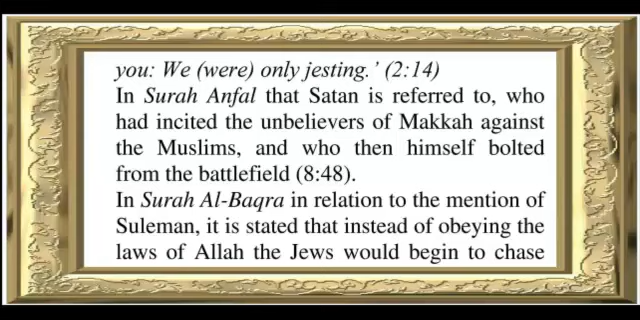 you: We (were) only jesting.' (2:14)
In Surah Anfal that Satan is referred to, who
had incited the unbelievers of Makkah against
the Muslims, and who then himself bolted
from the battlefield (8:48).
In Surah Al-Baqra in relation to the mention of
Suleman, it is stated that instead of obeying the
laws of Allah the Jews would begin to chase